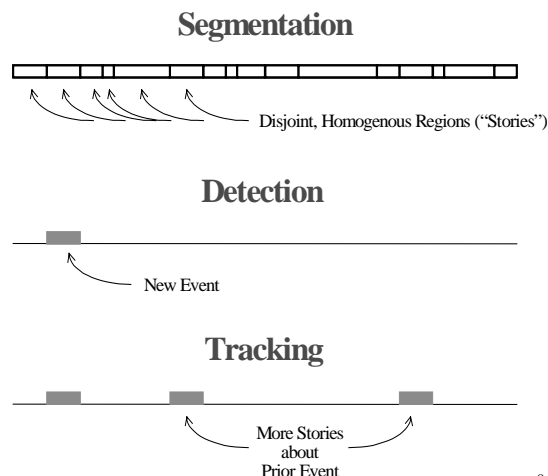 Segmentation
Disjoint, Homogenous Regions (“Stories”)
Detection
New Event
Tracking
More Stories
about
Prior Event